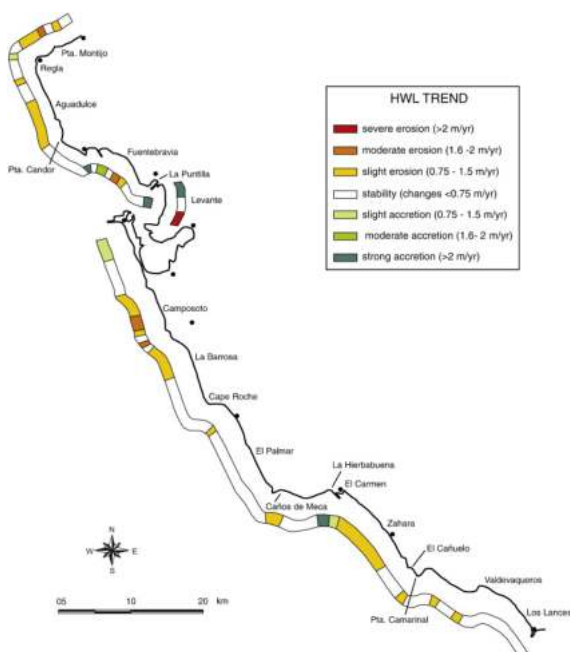 Pta. Montijo
Regla
Aguadulce
Pta. Candor
Fuentebravia
La Puntilla
Levante
HWL TREND
severe erosion (>2 m/yr)
moderate erosion (1.6 -2 m/yr)
slight erosion (0.75 - 1.5 m/yr)
stability (changes <0.75 m/yr)
slight accretion (0.75 - 1.5 m/yr)
moderate accretion (1.6- 2 m/yr)
strong accretion (>2 m/yr)
Camposoto
La Barrosa
Cape Roche
El Palmar
La Hierbabuena
El Carmen
Caños de Meca
Zahara
El Cañuelo
Valdevaqueros
Pta. Camarinal
Los Lances
N
W E
S
05 10 20 km